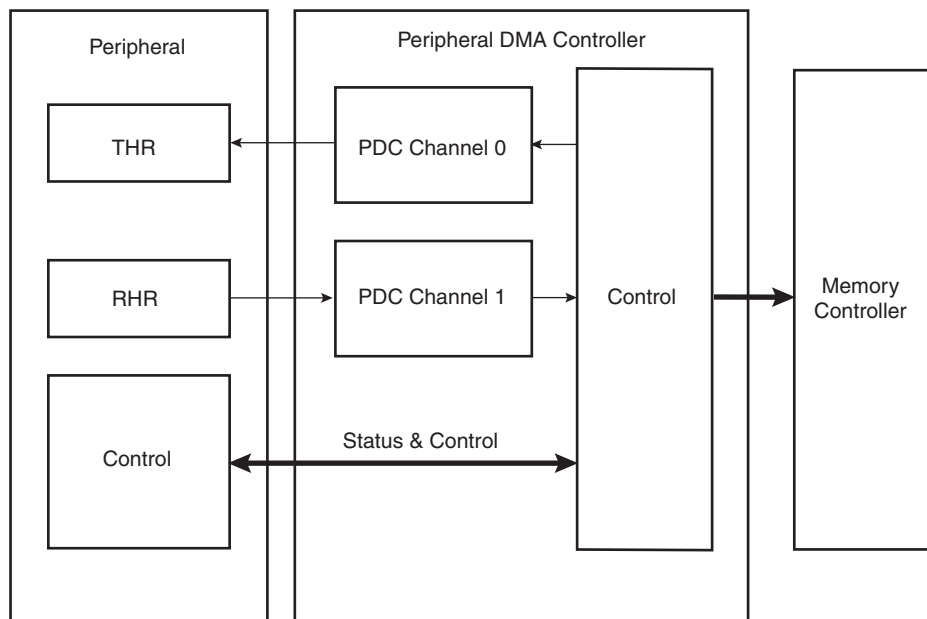 Peripheral
Peripheral DMA Controller
THR
PDC Channel 0
RHR
PDC Channel 1
Control
Memory
Controller
Control
Status & Control